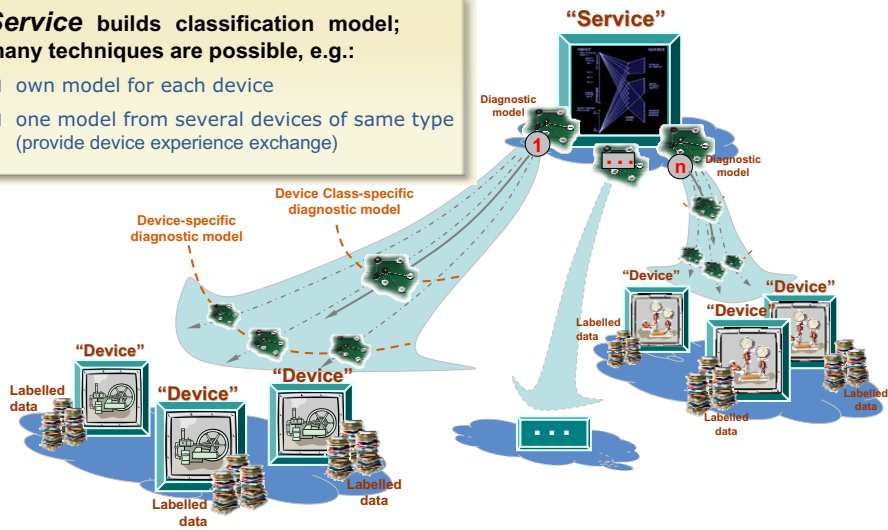 Service builds classification model;
many techniques are possible, e.g.:
own model for each device
one model from several devices of same type
(provide device experience exchange)
"Service"
Diagnostic
model
1
...
n
Diagnostic
model
Device Class-specific
diagnostic model
Device-specific
diagnostic model
"Device"
"Device"
"Device"
Labelled
data
Labelled
data
Labelled
data
...
"Device"
"Device"
"Device"
Labelled
data
Labelled
data
Labelled
data